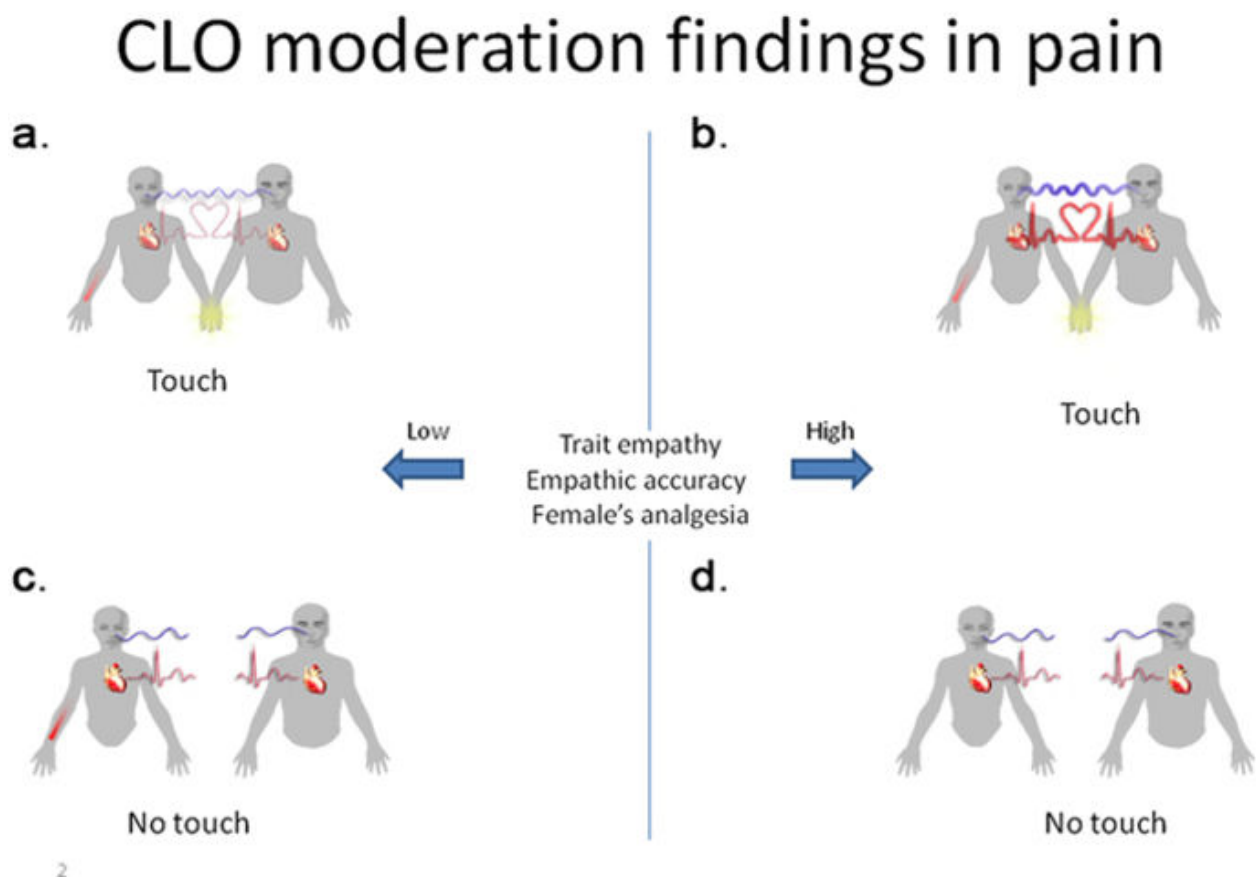 CLO moderation findings in pain
a.
b.
Touch
Touch
Low
High
Trait empathy
Empathic accuracy
Female's analgesia
c.
d.
No touch
No touch
2